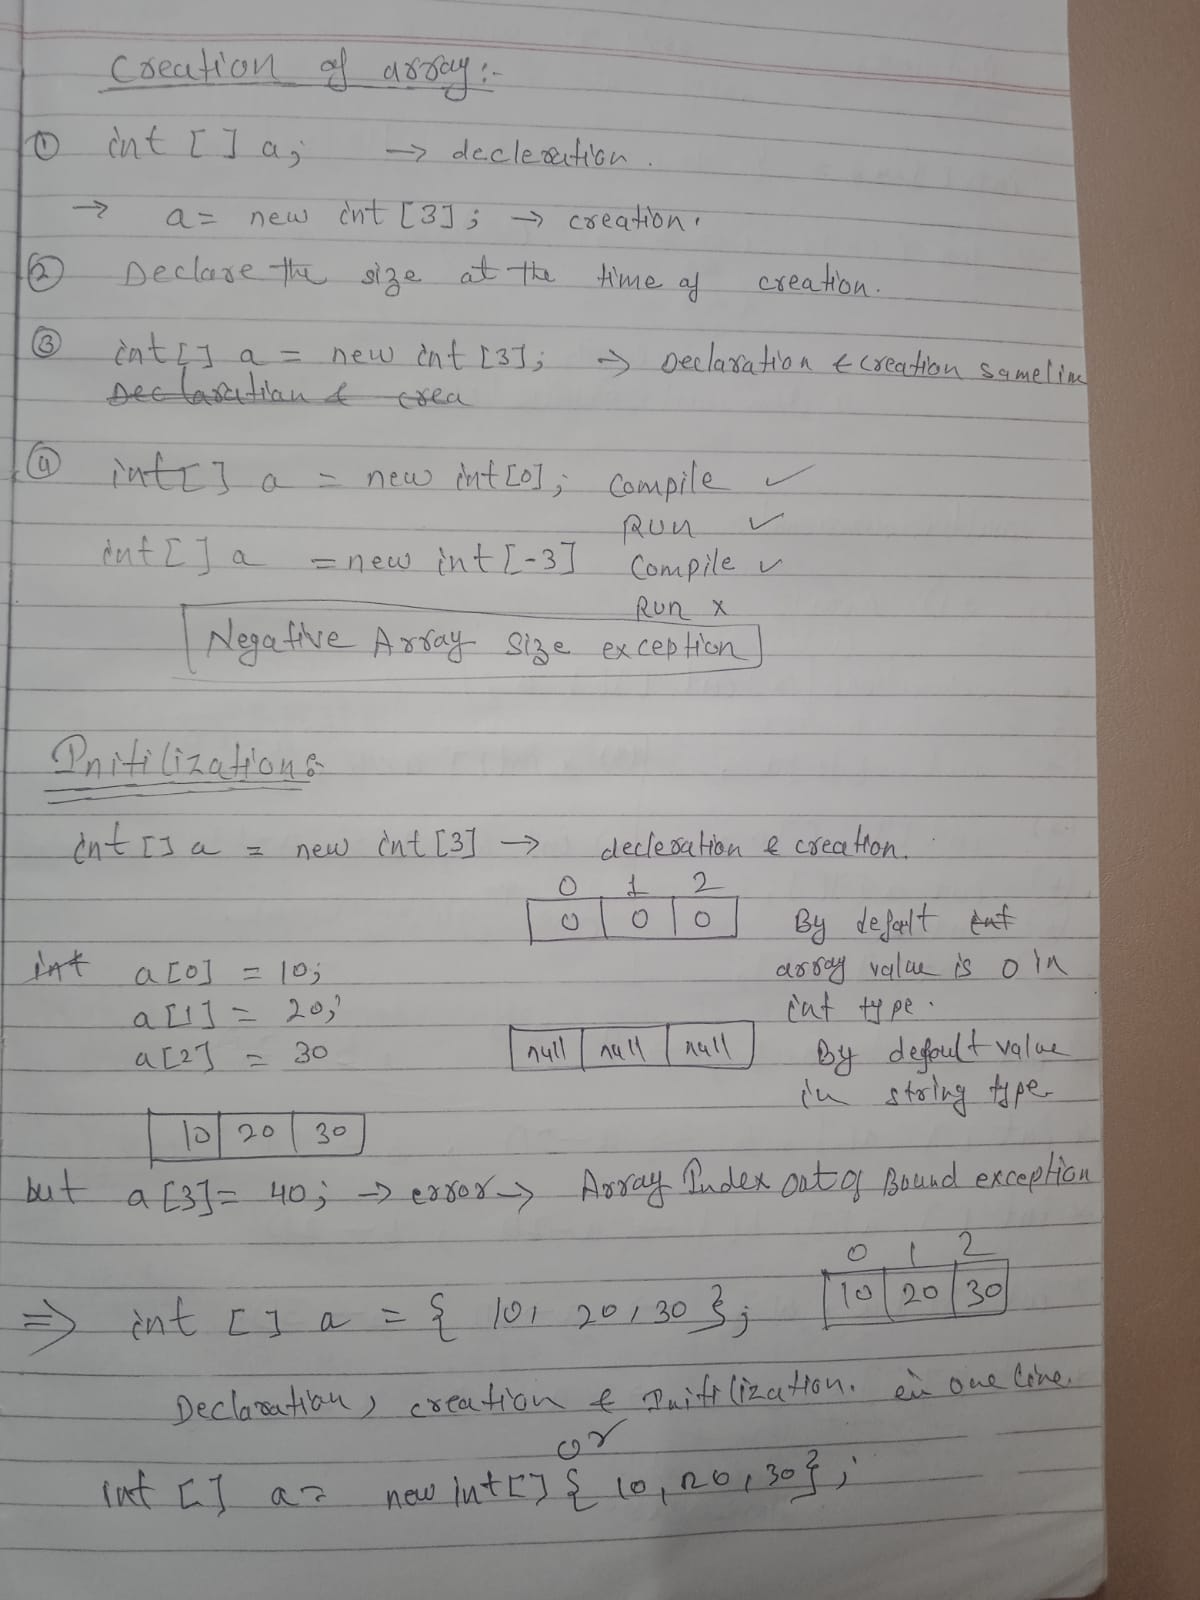 Creation of array :-
① int [ ] a; → decleration.
→ a = new int [3]; → creation.
② Declare the size at the time of creation.
③ int [] a = new int [3]; → Declaration & creation sameline
Declaration & crea
④ int [] a = new int [0]; Compile ✓
Run ✓
int [ ] a = new int [-3] Compile ✓
Run x
Negative Array Size exception
Initilization :-
int [] a = new int [3] → decleration & creation.
0 1 2
0 0 0
By defalt int
int a[0] = 10; array value is 0 in
a[1] = 20; int type.
a[2] = 30 null null null By defoult value
in string type.
10 20 30
but a[3] = 40; → error → Array Index out of Bound exception
0 1 2
⇒ int [ ] a = { 10, 20, 30 }; 10 20 30
Declaration, creation & Initilization. in one line.
or
int [ ] a = new int [] { 10, 20, 30 };